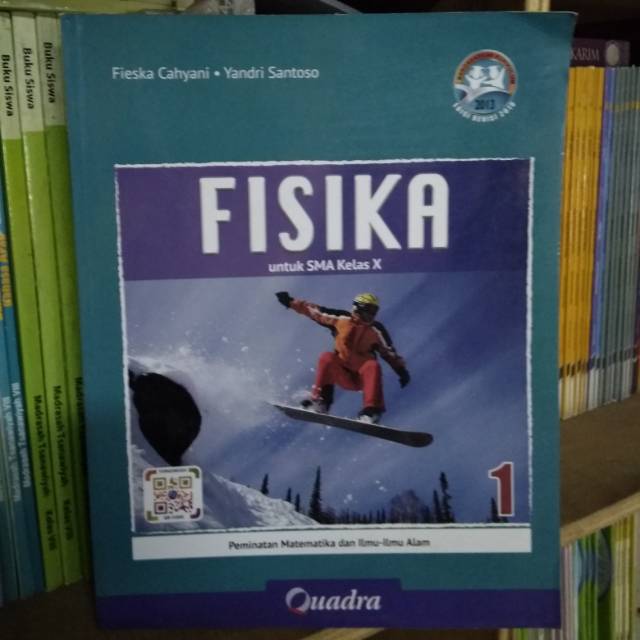 Fieska Cahyani • Yandri Santoso
2013
FISIKA
untuk SMA Kelas X
1
Peminatan Matematika dan Ilmu-Ilmu Alam
Quadra
Buku Siswa
Buku Siswa
Buku Siswa
KARIM